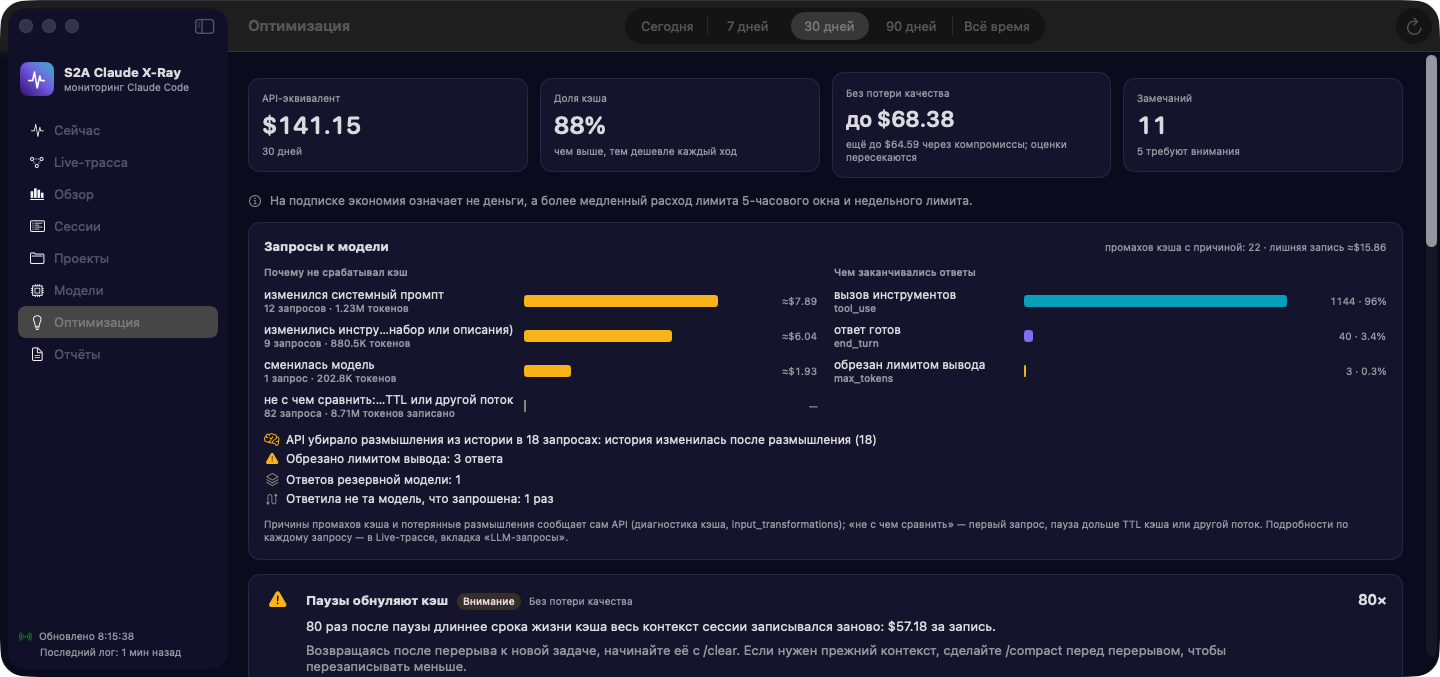 Оптимизация
Сегодня
7 дней
30 дней
90 дней
Всё время
S2A Claude X-Ray
мониторинг Claude Code
Сейчас
Live-трасса
Обзор
Сессии
Проекты
Модели
Оптимизация
Отчёты
Обновлено 8:15:38
Последний лог: 1 мин назад
API-эквивалент
$141.15
30 дней
Доля кэша
88%
чем выше, тем дешевле каждый ход
Без потери качества
до $68.38
ещё до $64.59 через компромиссы; оценки
пересекаются
Замечаний
11
5 требуют внимания
На подписке экономия означает не деньги, а более медленный расход лимита 5-часового окна и недельного лимита.
Запросы к модели
промахов кэша с причиной: 22 · лишняя запись ≈$15.86
Почему не срабатывал кэш
изменился системный промпт
12 запросов · 1.23M токенов
≈$7.89
изменились инстру...набор или описания)
9 запросов · 880.5K токенов
≈$6.04
сменилась модель
1 запрос · 202.8K токенов
≈$1.93
не с чем сравнить:...TTL или другой поток
82 запроса · 8.71M токенов записано
—
Чем заканчивались ответы
вызов инструментов
tool_use
1144 · 96%
ответ готов
end_turn
40 · 3.4%
обрезан лимитом вывода
max_tokens
3 · 0.3%
API убирало размышления из истории в 18 запросах: история изменилась после размышления (18)
Обрезано лимитом вывода: 3 ответа
Ответов резервной модели: 1
Ответила не та модель, что запрошена: 1 раз
Причины промахов кэша и потерянные размышления сообщает сам API (диагностика кэша, input_transformations); «не с чем сравнить» — первый запрос, пауза дольше TTL кэша или другой поток. Подробности по
каждому запросу — в Live-трассе, вкладка «LLM-запросы».
Паузы обнуляют кэш
Внимание
Без потери качества
80×
80 раз после паузы длиннее срока жизни кэша весь контекст сессии записывался заново: $57.18 за запись.
Возвращаясь после перерыва к новой задаче, начинайте её с /clear. Если нужен прежний контекст, сделайте /compact перед перерывом, чтобы
перезаписывать меньше.